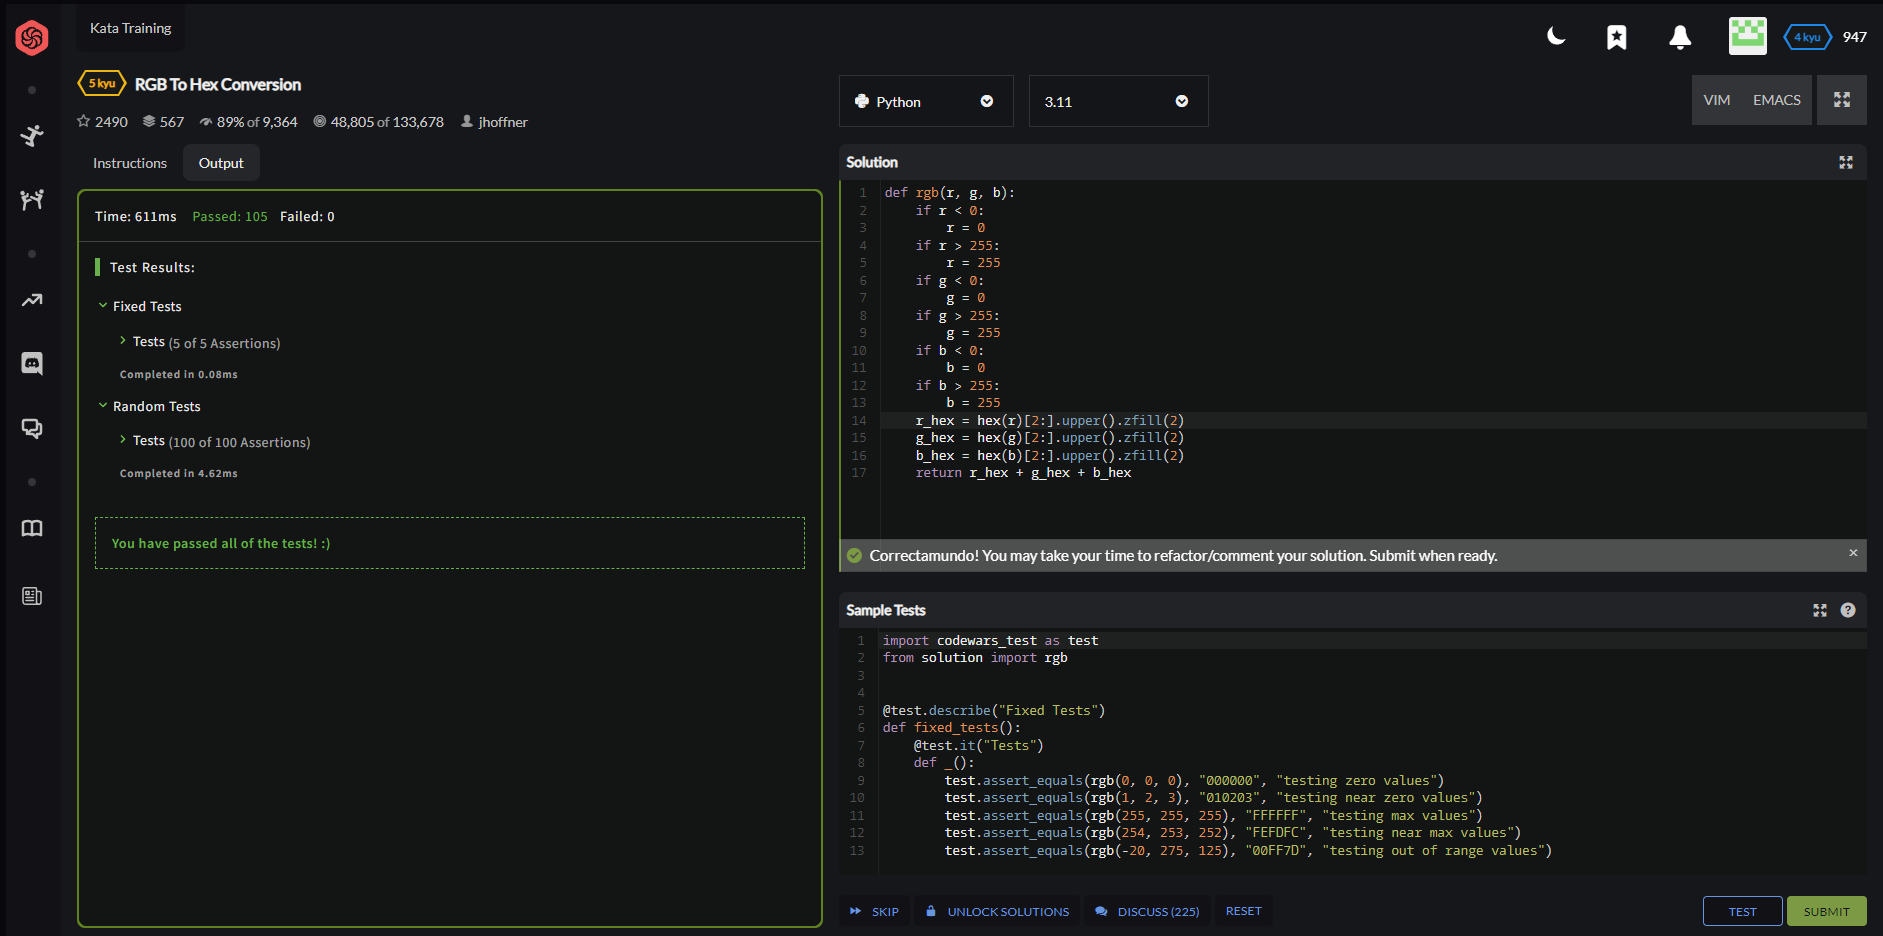 Kata Training
4 kyu 947
5 kyu RGB To Hex Conversion
2490 567 89% of 9,364 48,805 of 133,678 jhoffner
Instructions Output
Time: 611ms Passed: 105 Failed: 0
Test Results:
Fixed Tests
Tests (5 of 5 Assertions)
Completed in 0.08ms
Random Tests
Tests (100 of 100 Assertions)
Completed in 4.62ms
You have passed all of the tests! :)
Python 3.11 VIM EMACS
Solution
1 def rgb(r, g, b):
2     if r < 0:
3         r = 0
4     if r > 255:
5         r = 255
6     if g < 0:
7         g = 0
8     if g > 255:
9         g = 255
10     if b < 0:
11         b = 0
12     if b > 255:
13         b = 255
14     r_hex = hex(r)[2:].upper().zfill(2)
15     g_hex = hex(g)[2:].upper().zfill(2)
16     b_hex = hex(b)[2:].upper().zfill(2)
17     return r_hex + g_hex + b_hex
Correctamundo! You may take your time to refactor/comment your solution. Submit when ready. ×
Sample Tests ?
1 import codewars_test as test
2 from solution import rgb
3
4
5 @test.describe("Fixed Tests")
6 def fixed_tests():
7     @test.it("Tests")
8     def _():
9         test.assert_equals(rgb(0, 0, 0), "000000", "testing zero values")
10         test.assert_equals(rgb(1, 2, 3), "010203", "testing near zero values")
11         test.assert_equals(rgb(255, 255, 255), "FFFFFF", "testing max values")
12         test.assert_equals(rgb(254, 253, 252), "FEFDFC", "testing near max values")
13         test.assert_equals(rgb(-20, 275, 125), "00FF7D", "testing out of range values")
SKIP UNLOCK SOLUTIONS DISCUSS (225) RESET TEST SUBMIT